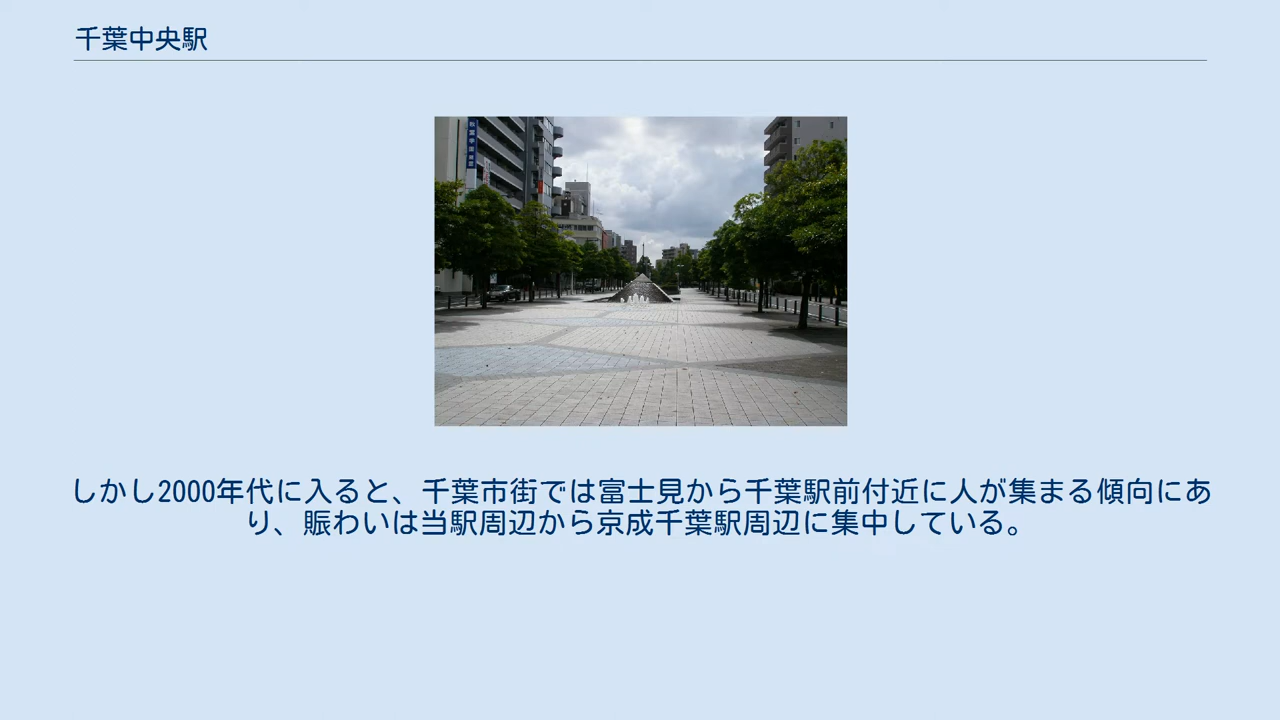 千葉中央駅
しかし2000年代に入ると、千葉市街では富士見から千葉駅前付近に人が集まる傾向にあ
り、賑わいは当駅周辺から京成千葉駅周辺に集中している。